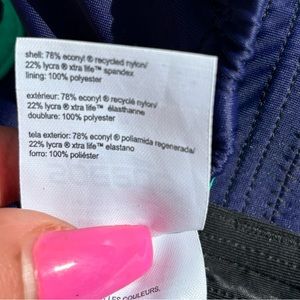 shell: 78% econyl ® recycled nylon/
22% lycra ® xtra life™ spandex
lining: 100% polyester
extérieur: 78% econyl ® recyclé nylon/
22% lycra ® xtra life™ élasthanne
doublure: 100% polyester
tela exterior: 78% econyl ® poliamida regenerada/
22% lycra ® xtra life™ elastano
forro: 100% poliéster
LES COULEURS,